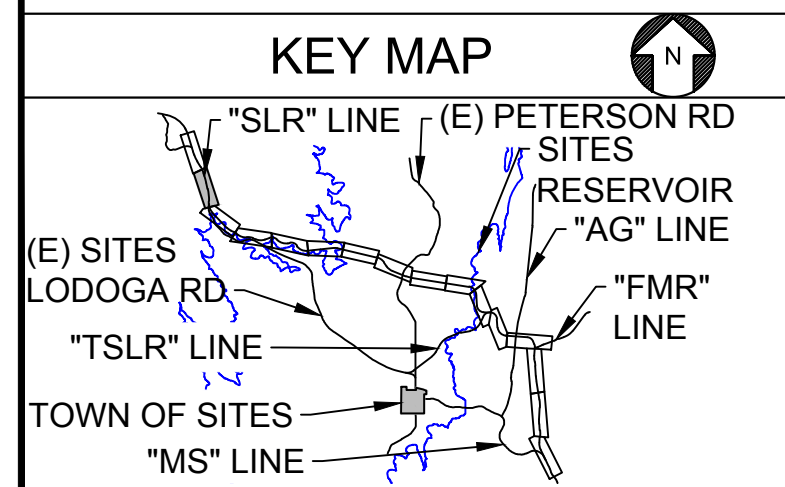 KEY MAP
N
"SLR" LINE
(E) PETERSON RD
SITES
RESERVOIR
"AG" LINE
(E) SITES
LODOGA RD
"FMR"
LINE
"TSLR" LINE
TOWN OF SITES
"MS" LINE